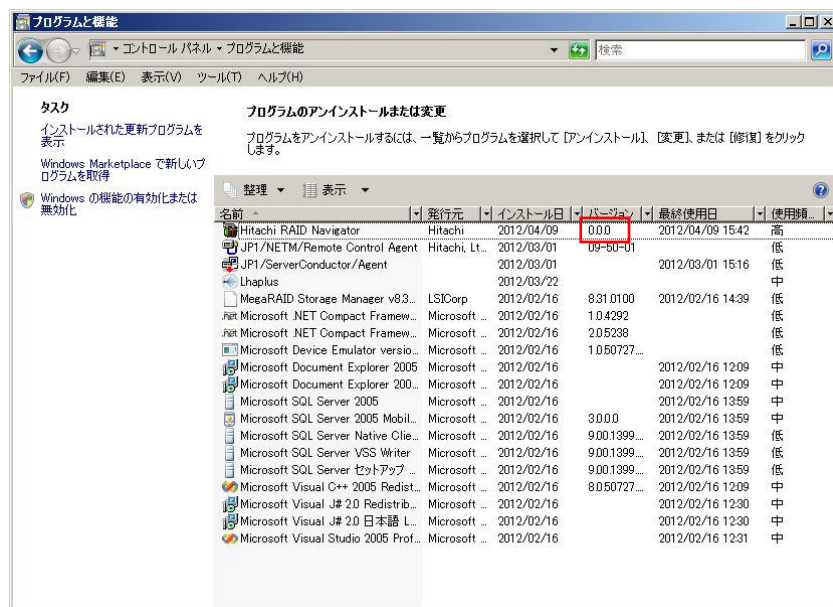 プログラムと機能
コントロール パネル ▾ プログラムと機能
検索
ファイル(F) 編集(E) 表示(V) ツール(T) ヘルプ(H)
タスク
インストールされた更新プログラムを
表示
Windows Marketplace で新しいプ
ログラムを取得
Windows の機能の有効化または
無効化
プログラムのアンインストールまたは変更
プログラムをアンインストールするには、一覧からプログラムを選択して [アンインストール]、[変更]、または [修復] をクリック
します。
整理 表示
名前 発行元 インストール日 バージョン 最終使用日 使用頻...
Hitachi RAID Navigator Hitachi 2012/04/09 0.0.0 2012/04/09 15:42 高
JP1/NETM/Remote Control Agent Hitachi, Lt... 2012/03/01 09-50-01 低
JP1/ServerConductor/Agent 2012/03/01 2012/03/01 15:16 低
Lhaplus 2012/03/22 中
MegaRAID Storage Manager v8.3... LSICorp 2012/02/16 8.31.0100 2012/02/16 14:39 低
Microsoft .NET Compact Framew... Microsoft ... 2012/02/16 1.0.4292 低
Microsoft .NET Compact Framew... Microsoft ... 2012/02/16 2.0.5238 低
Microsoft Device Emulator versio... Microsoft ... 2012/02/16 1.0.50727.... 低
Microsoft Document Explorer 2005 Microsoft ... 2012/02/16 2012/02/16 12:09 中
Microsoft Document Explorer 200... Microsoft ... 2012/02/16 2012/02/16 12:09 中
Microsoft SQL Server 2005 Microsoft ... 2012/02/16 2012/02/16 13:59 中
Microsoft SQL Server 2005 Mobil... Microsoft ... 2012/02/16 3.0.0.0 2012/02/16 13:59 中
Microsoft SQL Server Native Clie... Microsoft ... 2012/02/16 9.00.1399.... 2012/02/16 13:59 低
Microsoft SQL Server VSS Writer Microsoft ... 2012/02/16 9.00.1399.... 2012/02/16 13:59 低
Microsoft SQL Server セットアップ ... Microsoft ... 2012/02/16 9.00.1399.... 2012/02/16 13:59 低
Microsoft Visual C++ 2005 Redist... Microsoft ... 2012/02/16 8.0.50727.... 2012/02/16 12:09 中
Microsoft Visual J# 2.0 Redistrib... Microsoft ... 2012/02/16 2012/02/16 12:30 中
Microsoft Visual J# 2.0 日本語 L... Microsoft ... 2012/02/16 2012/02/16 12:30 中
Microsoft Visual Studio 2005 Prof... Microsoft ... 2012/02/16 2012/02/16 12:31 中